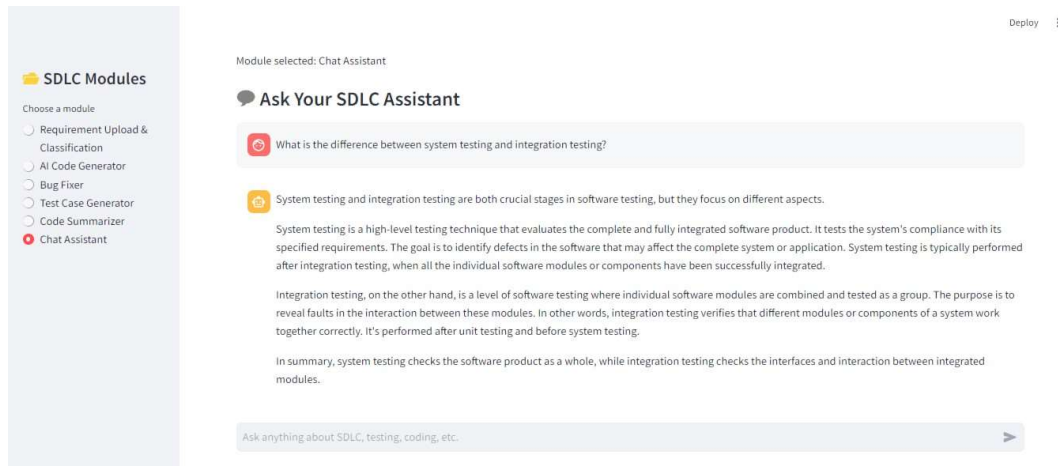 Deploy
SDLC Modules
Choose a module
Requirement Upload &
Classification
AI Code Generator
Bug Fixer
Test Case Generator
Code Summarizer
Chat Assistant
Module selected: Chat Assistant
Ask Your SDLC Assistant
What is the difference between system testing and integration testing?
System testing and integration testing are both crucial stages in software testing, but they focus on different aspects.
System testing is a high-level testing technique that evaluates the complete and fully integrated software product. It tests the system's compliance with its
specified requirements. The goal is to identify defects in the software that may affect the complete system or application. System testing is typically performed
after integration testing, when all the individual software modules or components have been successfully integrated.
Integration testing, on the other hand, is a level of software testing where individual software modules are combined and tested as a group. The purpose is to
reveal faults in the interaction between these modules. In other words, integration testing verifies that different modules or components of a system work
together correctly. It's performed after unit testing and before system testing.
In summary, system testing checks the software product as a whole, while integration testing checks the interfaces and interaction between integrated
modules.
Ask anything about SDLC, testing, coding, etc.